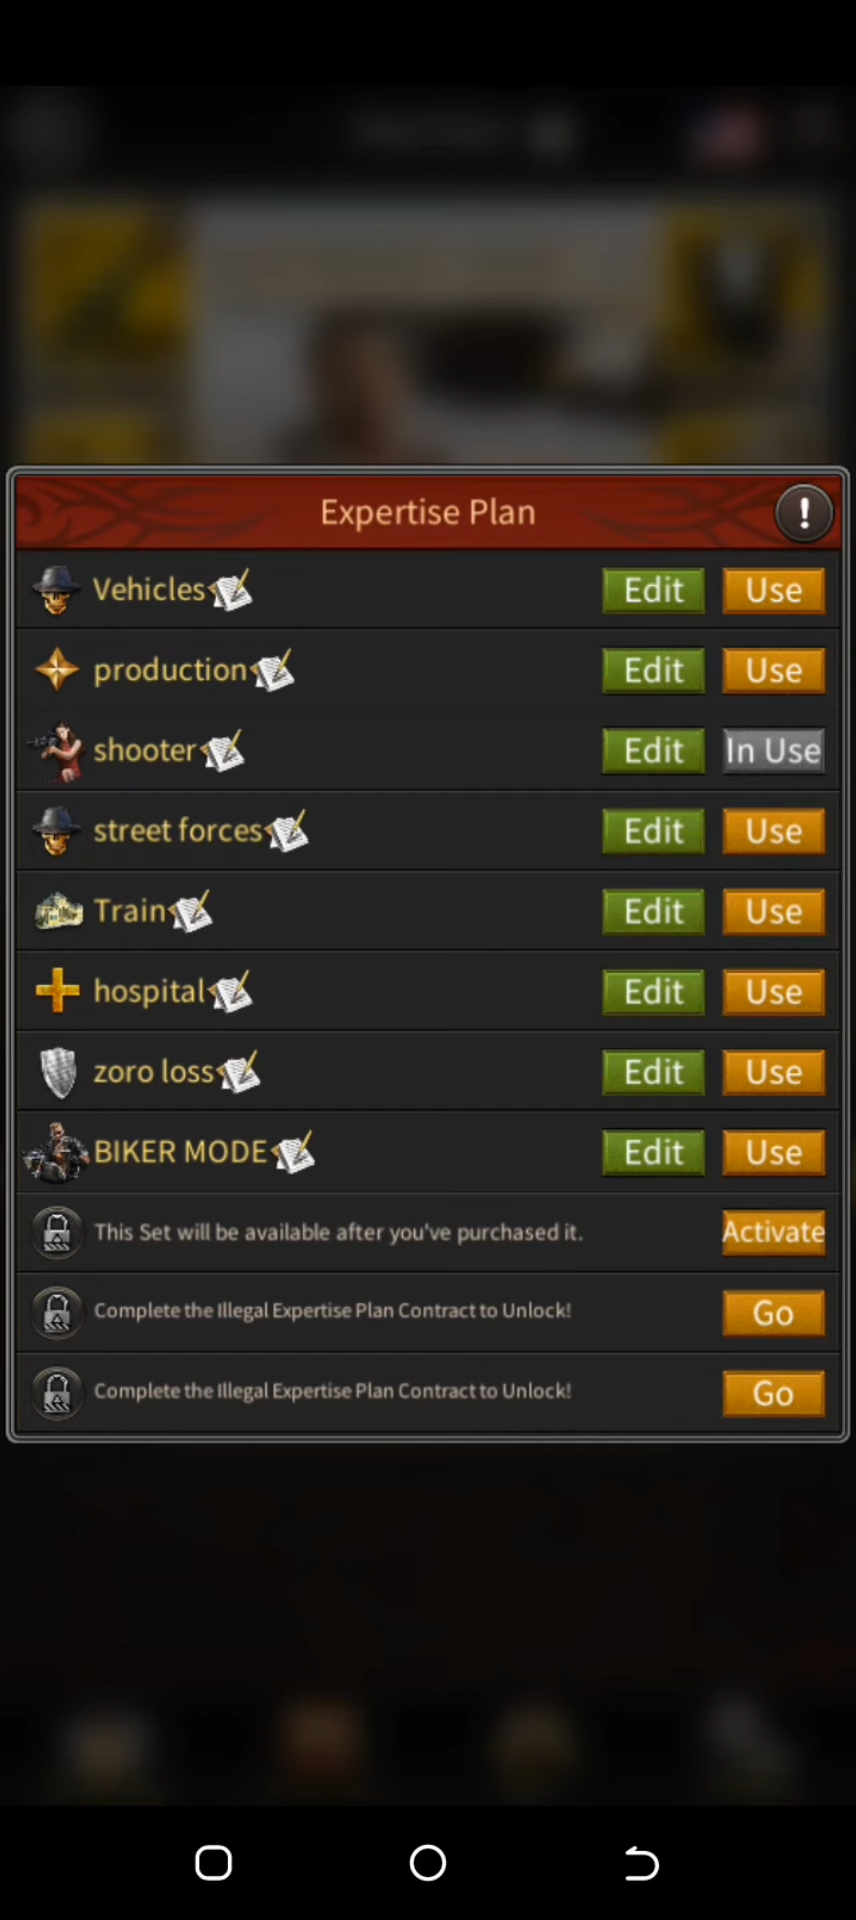 Expertise Plan
!
Vehicles Edit Use
production Edit Use
shooter Edit In Use
street forces Edit Use
Train Edit Use
hospital Edit Use
zoro loss Edit Use
BIKER MODE Edit Use
This Set will be available after you've purchased it. Activate
Complete the Illegal Expertise Plan Contract to Unlock! Go
Complete the Illegal Expertise Plan Contract to Unlock! Go